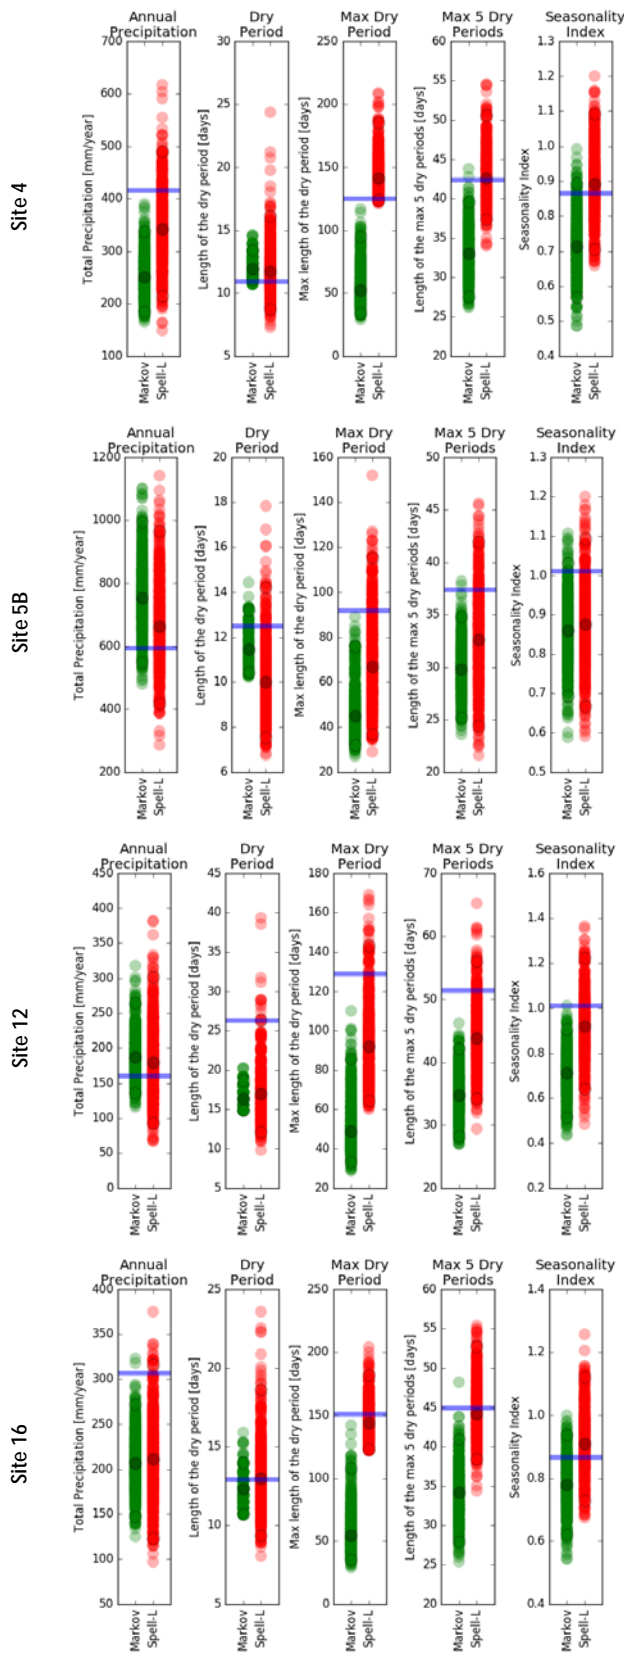 Site 4
Annual
Precipitation
Total Precipitation [mm/year]
700
600
500
400
300
200
100
Markov
Spell-L
Dry
Period
Length of the dry period [days]
30
25
20
15
10
5
Markov
Spell-L
Max Dry
Period
Max length of the dry period [days]
250
200
150
100
50
0
Markov
Spell-L
Max 5 Dry
Periods
Length of the max 5 dry periods [days]
60
55
50
45
40
35
30
25
20
Markov
Spell-L
Seasonality
Index
Seasonality Index
1.3
1.2
1.1
1.0
0.9
0.8
0.7
0.6
0.5
0.4
Markov
Spell-L
Site 5B
Annual
Precipitation
Total Precipitation [mm/year]
1200
1000
800
600
400
200
Markov
Spell-L
Dry
Period
Length of the dry period [days]
20
18
16
14
12
10
8
6
Markov
Spell-L
Max Dry
Period
Max length of the dry period [days]
160
140
120
100
80
60
40
20
Markov
Spell-L
Max 5 Dry
Periods
Length of the max 5 dry periods [days]
50
45
40
35
30
25
20
Markov
Spell-L
Seasonality
Index
Seasonality Index
1.3
1.2
1.1
1.0
0.9
0.8
0.7
0.6
0.5
Markov
Spell-L
Site 12
Annual
Precipitation
Total Precipitation [mm/year]
450
400
350
300
250
200
150
100
50
0
Markov
Spell-L
Dry
Period
Length of the dry period [days]
45
40
35
30
25
20
15
10
5
Markov
Spell-L
Max Dry
Period
Max length of the dry period [days]
180
160
140
120
100
80
60
40
20
Markov
Spell-L
Max 5 Dry
Periods
Length of the max 5 dry periods [days]
70
60
50
40
30
20
Markov
Spell-L
Seasonality
Index
Seasonality Index
1.6
1.4
1.2
1.0
0.8
0.6
0.4
0.2
Markov
Spell-L
Site 16
Annual
Precipitation
Total Precipitation [mm/year]
400
350
300
250
200
150
100
50
Markov
Spell-L
Dry
Period
Length of the dry period [days]
25
20
15
10
5
Markov
Spell-L
Max Dry
Period
Max length of the dry period [days]
250
200
150
100
50
0
Markov
Spell-L
Max 5 Dry
Periods
Length of the max 5 dry periods [days]
60
55
50
45
40
35
30
25
20
Markov
Spell-L
Seasonality
Index
Seasonality Index
1.4
1.2
1.0
0.8
0.6
0.4
Markov
Spell-L